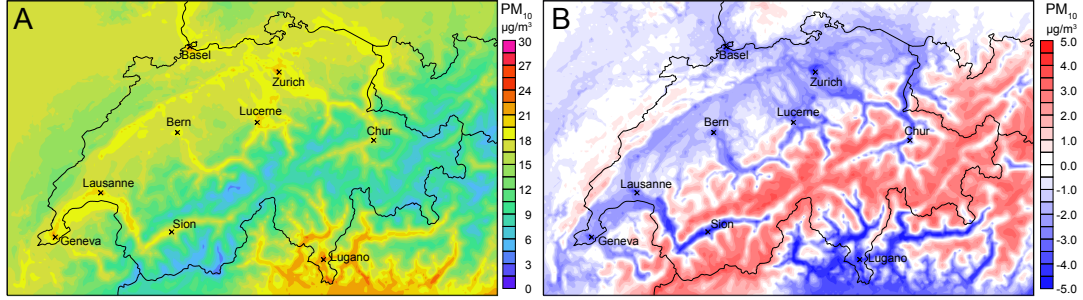 A
Basel
Zurich
Lucerne
Bern
Chur
Lausanne
Sion
Geneva
Lugano
PM10
µg/m³
30
27
24
21
18
15
12
9
6
3
0
B
Basel
Zurich
Lucerne
Bern
Chur
Lausanne
Sion
Geneva
Lugano
PM10
µg/m³
5.0
4.0
3.0
2.0
1.0
0.0
-1.0
-2.0
-3.0
-4.0
-5.0